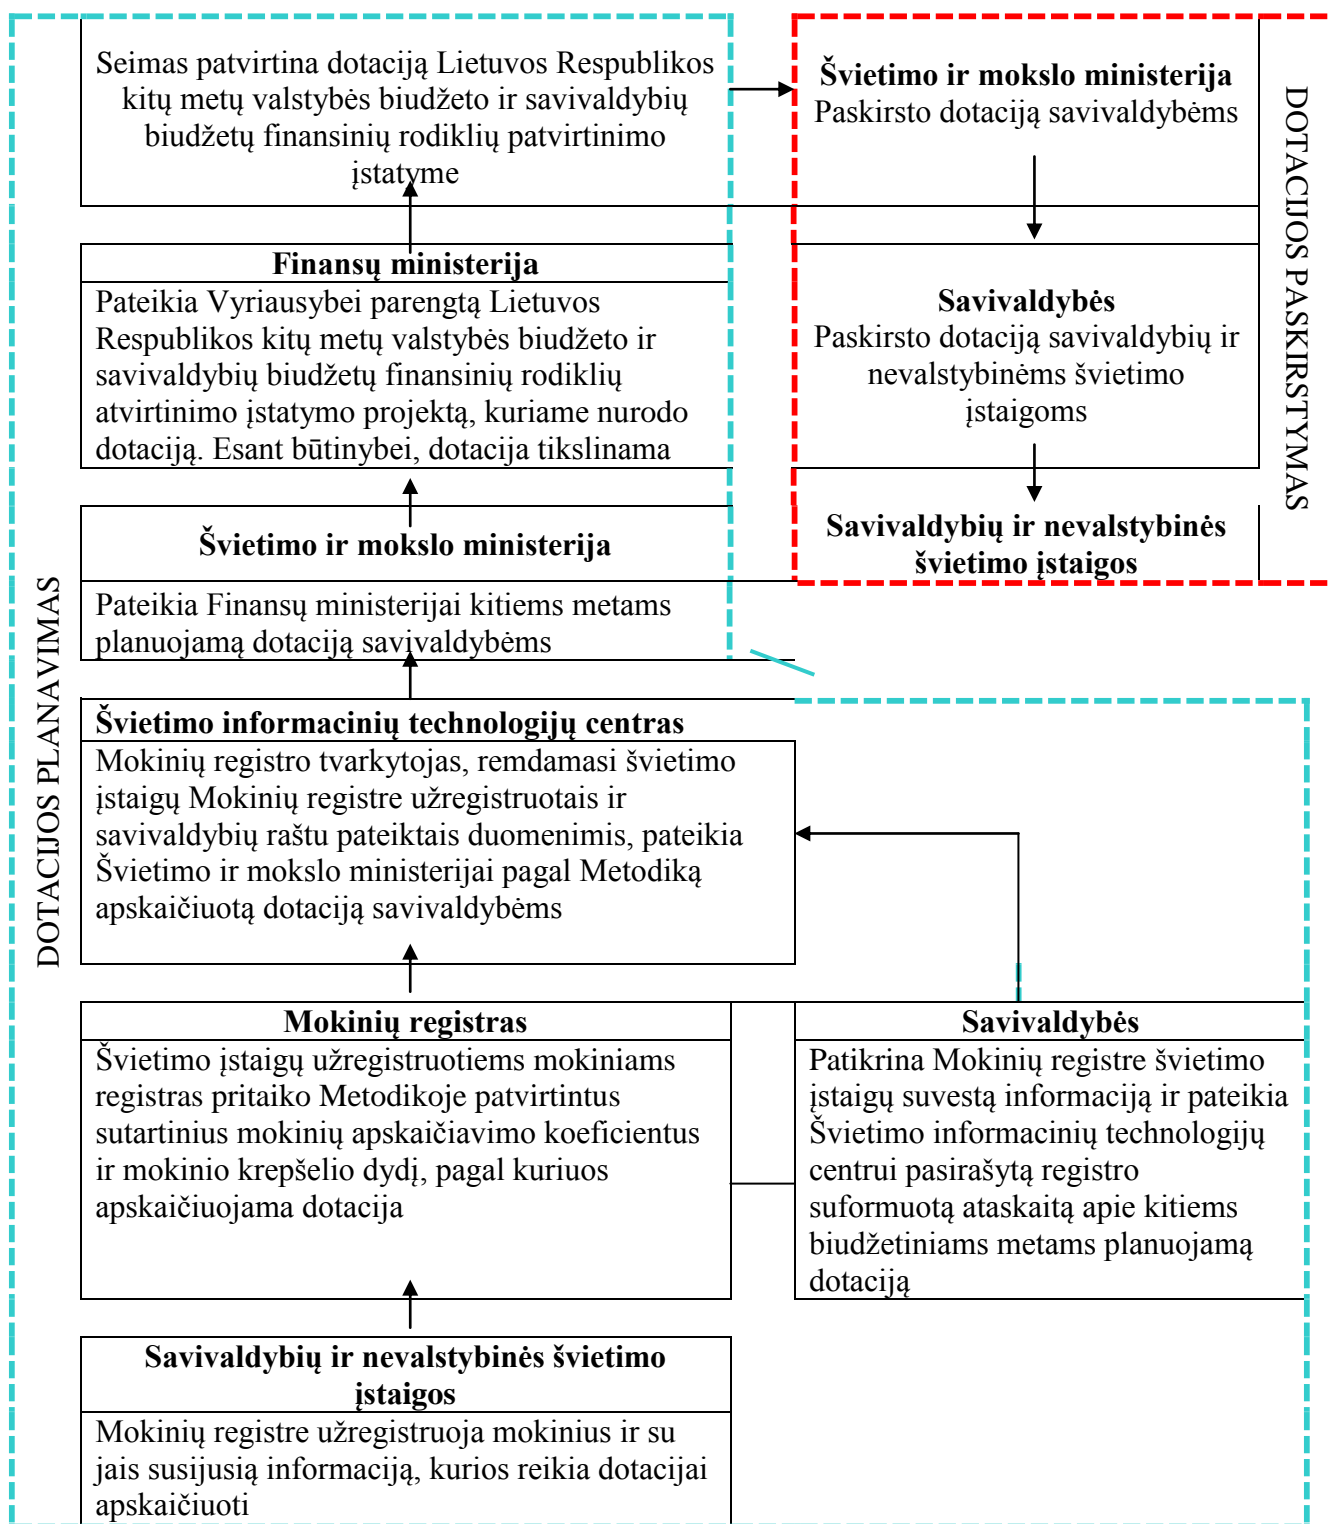 Seimas patvirtina dotaciją Lietuvos Respublikos
kitų metų valstybės biudžeto ir savivaldybių
biudžetų finansinių rodiklių patvirtinimo
įstatyme
Švietimo ir mokslo ministerija
Paskirsto dotaciją savivaldybėms
DOTACIJOS PASKIRSTYMAS
Finansų ministerija
Pateikia Vyriausybei parengtą Lietuvos
Respublikos kitų metų valstybės biudžeto ir
savivaldybių biudžetų finansinių rodiklių
atvirtinimo įstatymo projektą, kuriame nurodo
dotaciją. Esant būtinybei, dotacija tikslinama
Savivaldybės
Paskirsto dotaciją savivaldybių ir
nevalstybinėms švietimo
įstaigoms
Savivaldybių ir nevalstybinės
švietimo įstaigos
Švietimo ir mokslo ministerija
Pateikia Finansų ministerijai kitiems metams
planuojamą dotaciją savivaldybėms
DOTACIJOS PLANAVIMAS
Švietimo informacinių technologijų centras
Mokinių registro tvarkytojas, remdamasi švietimo
įstaigų Mokinių registre užregistruotais ir
savivaldybių raštu pateiktais duomenimis, pateikia
Švietimo ir mokslo ministerijai pagal Metodiką
apskaičiuotą dotaciją savivaldybėms
Mokinių registras
Švietimo įstaigų užregistruotiems mokiniams
registras pritaiko Metodikoje patvirtintus
sutartinius mokinių apskaičiavimo koeficientus
ir mokinio krepšelio dydį, pagal kuriuos
apskaičiuojama dotacija
Savivaldybės
Patikrina Mokinių registre švietimo
įstaigų suvestą informaciją ir pateikia
Švietimo informacinių technologijų
centrui pasirašytą registro
suformuotą ataskaitą apie kitiems
biudžetiniams metams planuojamą
dotaciją
Savivaldybių ir nevalstybinės švietimo
įstaigos
Mokinių registre užregistruoja mokinius ir su
jais susijusią informaciją, kurios reikia dotacijai
apskaičiuoti